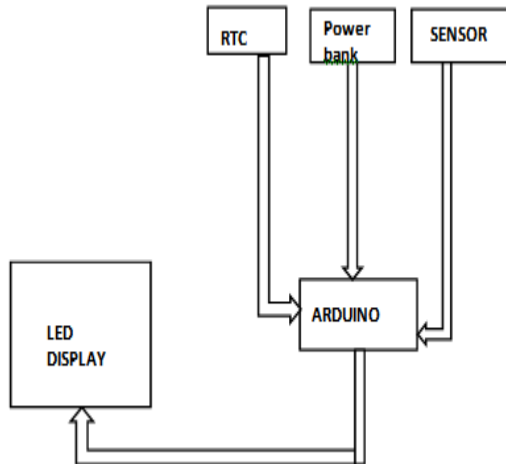 RTC
Power
bank
SENSOR
ARDUINO
LED
DISPLAY